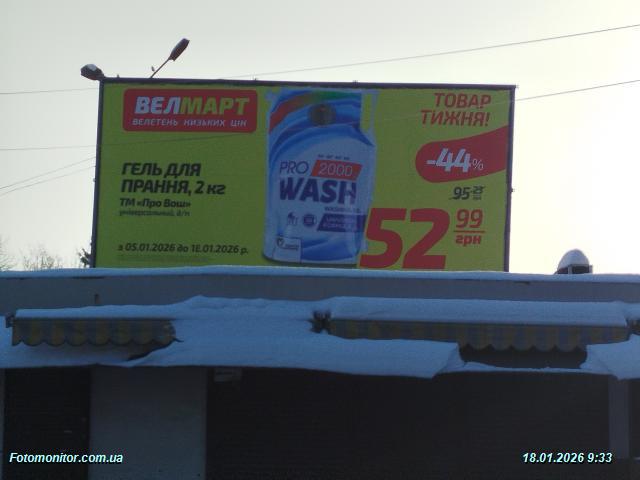 ВЕЛМАРТ
ВЕЛЕТЕНЬ НИЗЬКИХ ЦІН
ТОВАР
ТИЖНЯ!
-44%
ГЕЛЬ ДЛЯ
ПРАННЯ, 2 кг
ТМ «Про Вош»
універсальний, д/п
PRO 2000
WASH
95 23
52 99
грн
з 05.01.2026 до 18.01.2026 р.
Fotomonitor.com.ua
18.01.2026 9:33